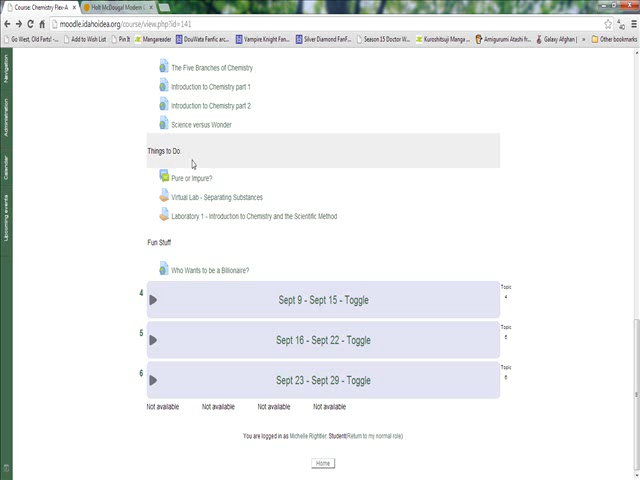 Course: Chemistry Flex-A
Holt McDougal Modern C
moodle.idahoidea.org/course/view.php?id=141
Go West, Old Farts! -...
Add to Wish List
Pin It
Mangareader
DouWata Fanfic arc...
Vampire Knight Fan...
Silver Diamond FanF...
Season 15 Doctor W...
Kuroshitsuji Manga ...
Amigurumi Atashi fr...
Galaxy Afghan |
Other bookmarks
Navigation
Administration
Calendar
Upcoming events
The Five Branches of Chemistry
Introduction to Chemistry part 1
Introduction to Chemistry part 2
Science versus Wonder
Things to Do:
Pure or Impure?
Virtual Lab - Separating Substances
Laboratory 1 - Introduction to Chemistry and the Scientific Method
Fun Stuff
Who Wants to be a Billionaire?
4 Sept 9 - Sept 15 - Toggle Topic 4
5 Sept 16 - Sept 22 - Toggle Topic 5
6 Sept 23 - Sept 29 - Toggle Topic 6
Not available Not available Not available Not available
You are logged in as Michelle Rightler: Student(Return to my normal role)
Home